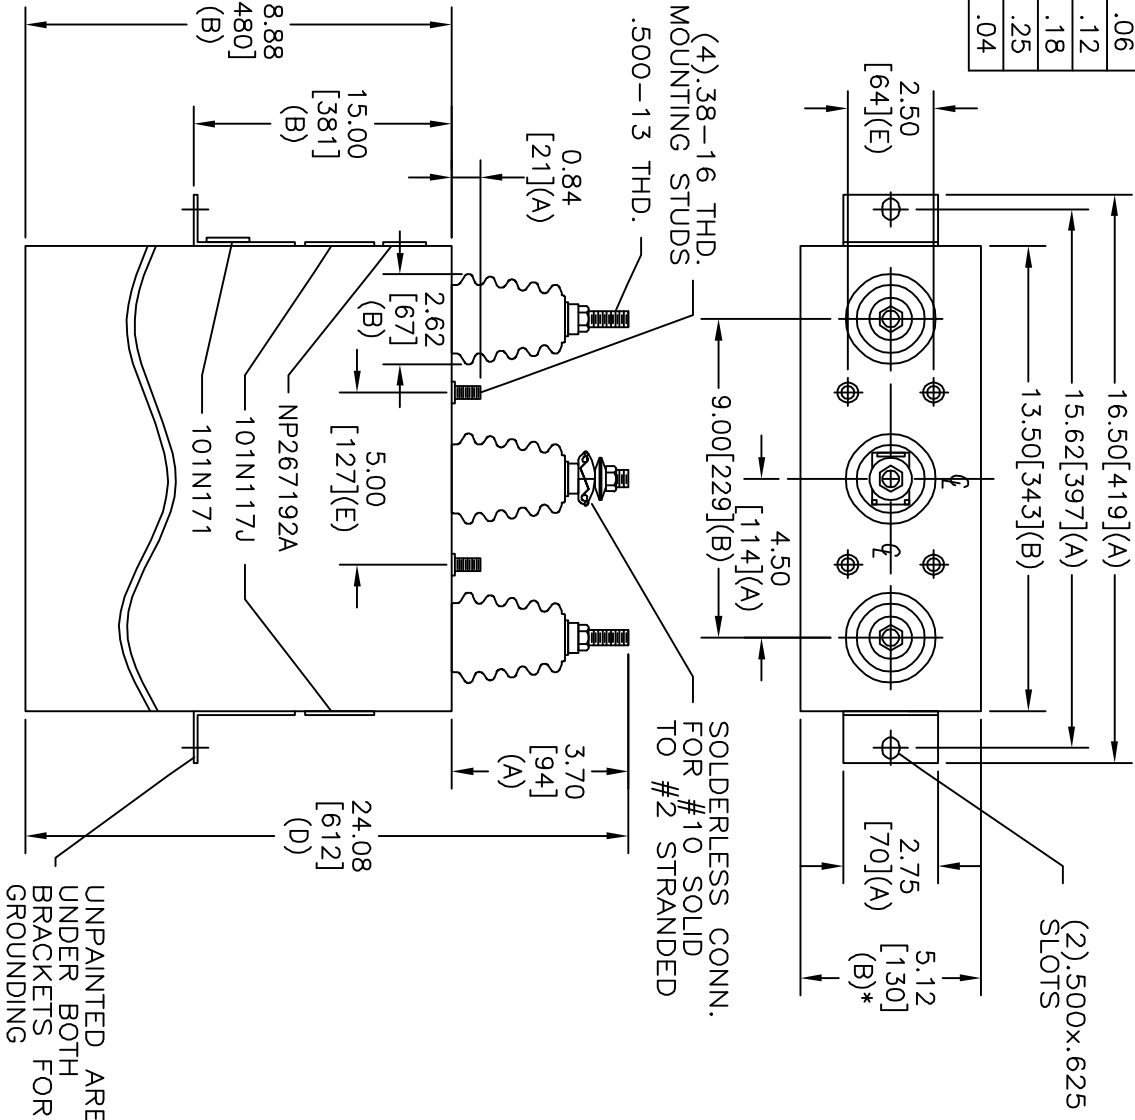 .06
.12
.18
.25
.04
16.50[419](A)
15.62[397](A)
13.50[343](B)
2.50
[64](E)
(2).500x.625
SLOTS
5.12
[130]
(B)*
2.75
[70](A)
4.50
[114](A)
9.00[229](B)
(4).38-16 THD.
MOUNTING STUDS
.500-13 THD.
SOLDERLESS CONN.
FOR #10 SOLID
TO #2 STRANDED
0.84
[21](A)
3.70
[94]
(A)
2.62
[67]
(B)
5.00
[127](E)
15.00
[381]
(B)
24.08
[612]
(D)
8.88
480]
(B)
NP267192A
101N117J
101N171
UNPAINTED ARE
UNDER BOTH
BRACKETS FOR
GROUNDING